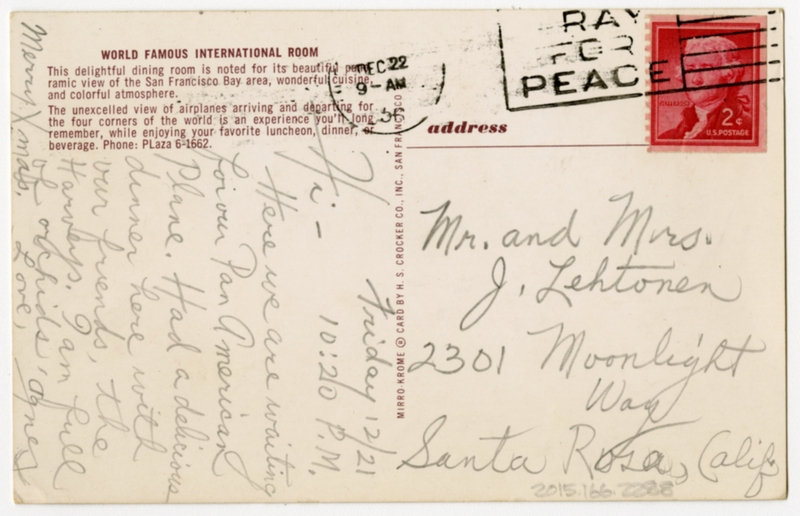 WORLD FAMOUS INTERNATIONAL ROOM
This delightful dining room is noted for its beautiful
ramic view of the San Francisco Bay area, wonderful cuisine,
and colorful atmosphere.
The unexcelled view of airplanes arriving and departing for
the four corners of the world is an experience you'll long
remember, while enjoying your favorite luncheon, dinner, or
beverage. Phone: PLaza 6-1662.
DEC 22
9-AM
56
PRAY
FOR
PEACE
2¢
U.S. POSTAGE
address
MIRRO-KROME ® CARD BY H. S. CROCKER CO., INC., SAN FRANCISCO
Friday 12/21
10:20 P.M.
Hi -
Here we are waiting
for our Pan American
Plane. Had a delicious
dinner here with
our friends, the
Harveys. I am full
of orchids.
Love, Agnes
Merry Xmas.
Mr. and Mrs.
J. Lehtonen
2301 Moonlight
Way
Santa Rosa, Calif.
2015.166.2288